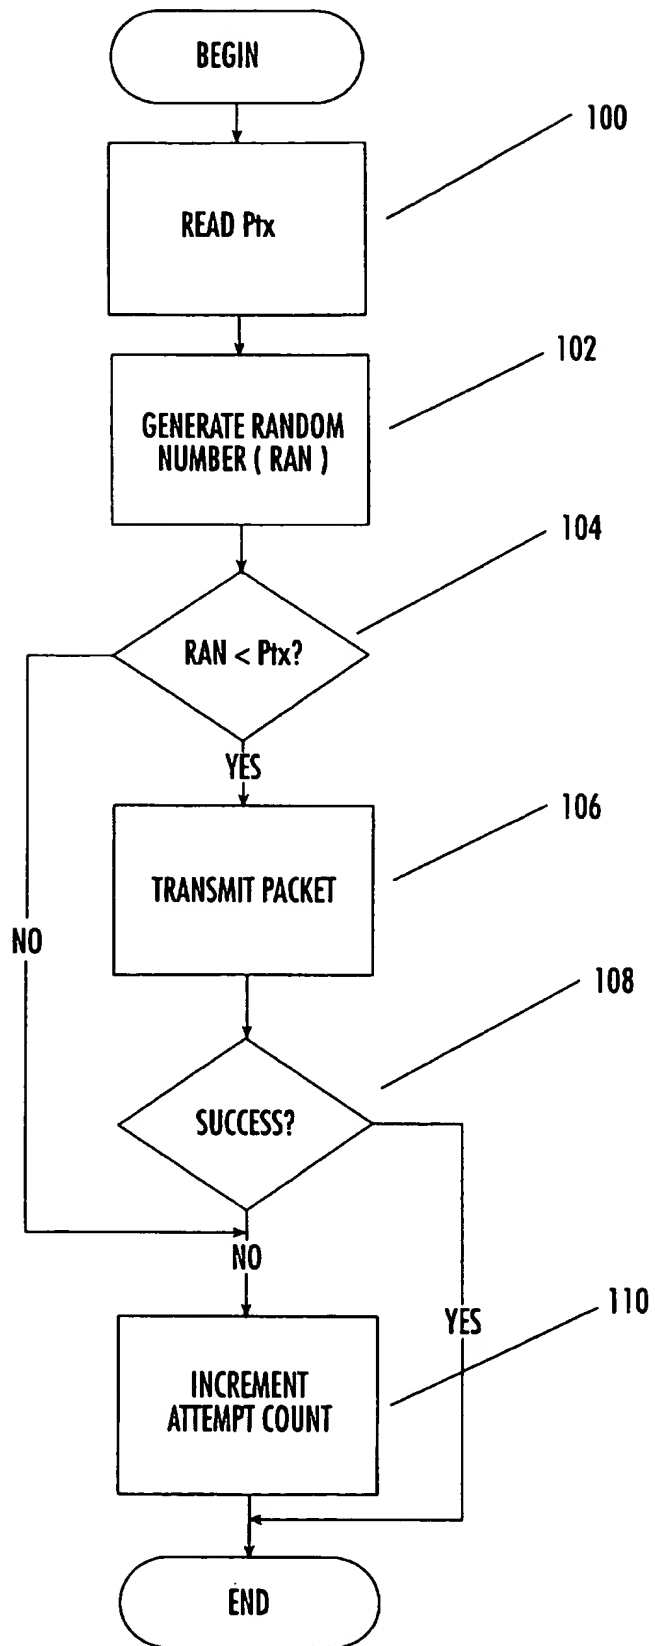 BEGIN
100
READ Ptx
102
GENERATE RANDOM
NUMBER ( RAN )
104
RAN < Ptx?
YES
106
TRANSMIT PACKET
NO
108
SUCCESS?
NO
110
YES
INCREMENT
ATTEMPT COUNT
END